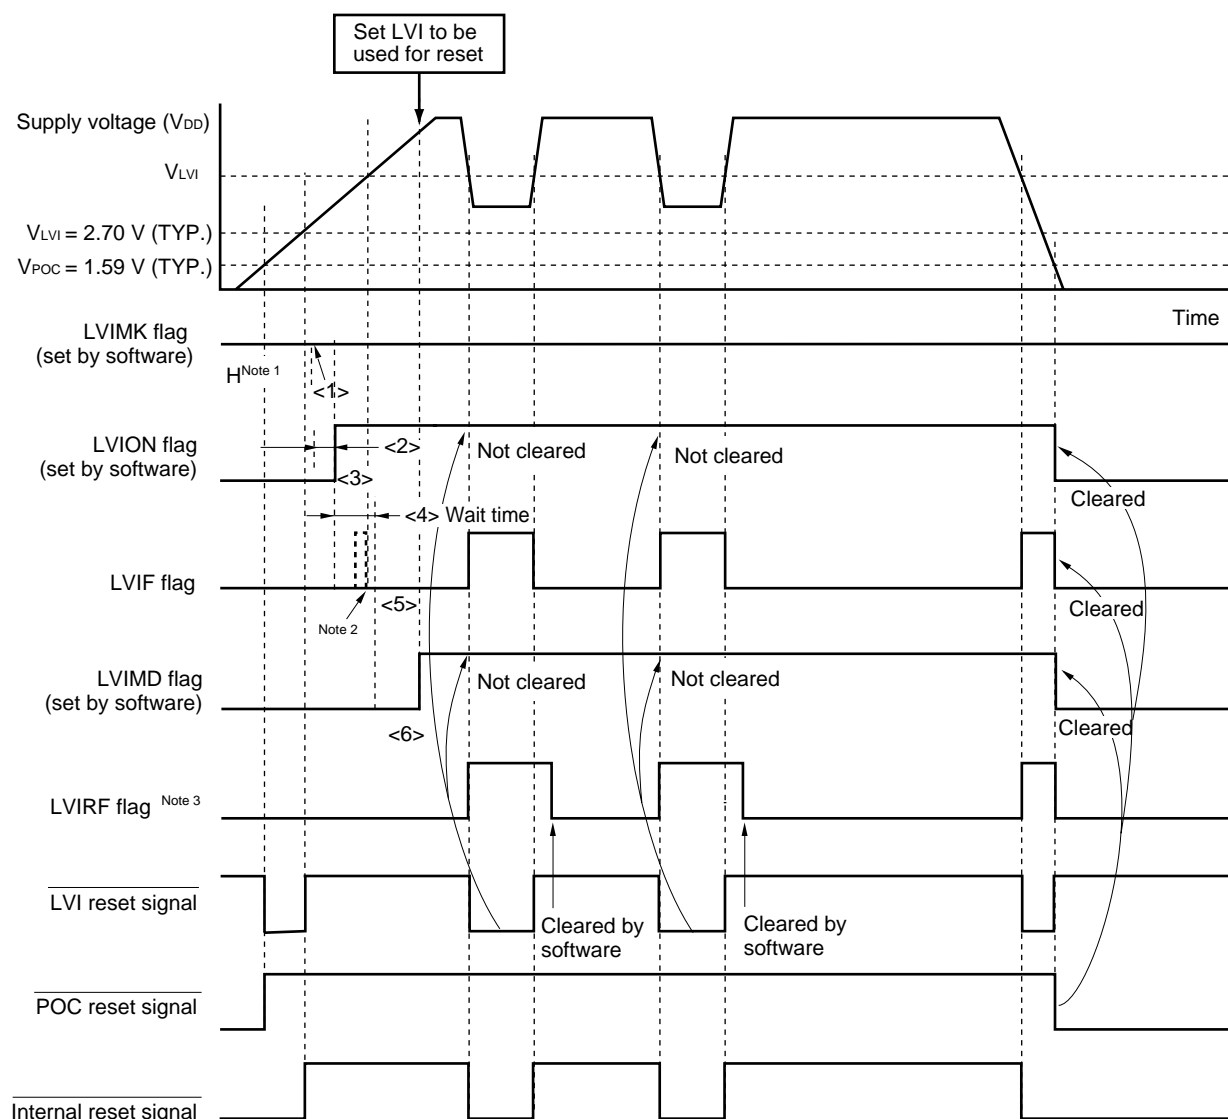 Set LVI to be
used for reset
Supply voltage (VDD)
VLVI
VLVI = 2.70 V (TYP.)
VPOC = 1.59 V (TYP.)
Time
LVIMK flag
(set by software)
HNote 1
<1>
LVION flag
(set by software)
<2>
Not cleared
Not cleared
<3>
Cleared
<4> Wait time
LVIF flag
<5>
Note 2
Cleared
LVIMD flag
(set by software)
Not cleared
Not cleared
<6>
Cleared
LVIRF flag Note 3
LVI reset signal
Cleared by
software
Cleared by
software
POC reset signal
Internal reset signal